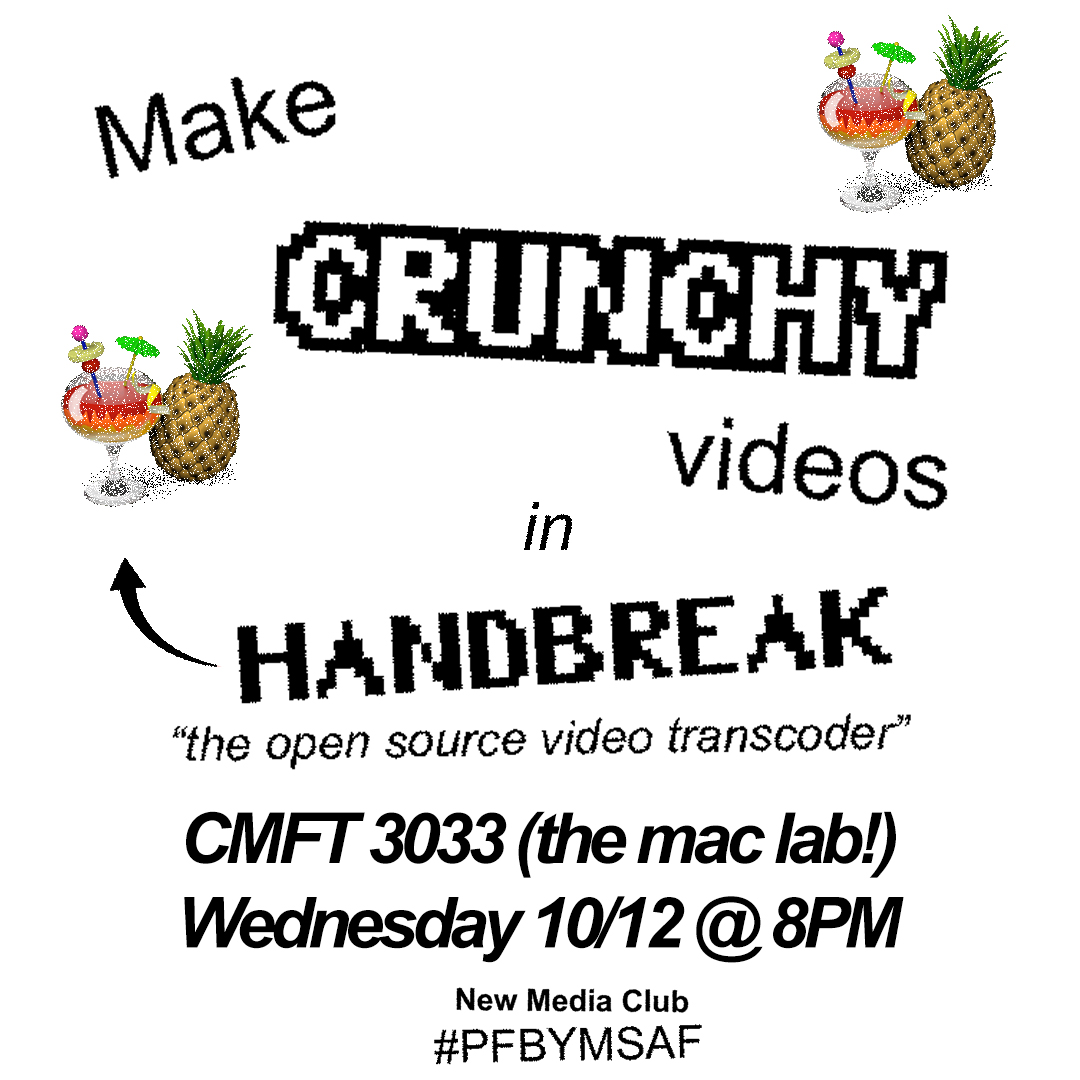 Make
CRUNCHY
videos
in
HANDBREAK
“the open source video transcoder”
CMFT 3033 (the mac lab!)
Wednesday 10/12 @ 8PM
New Media Club
#PFBYMSAF